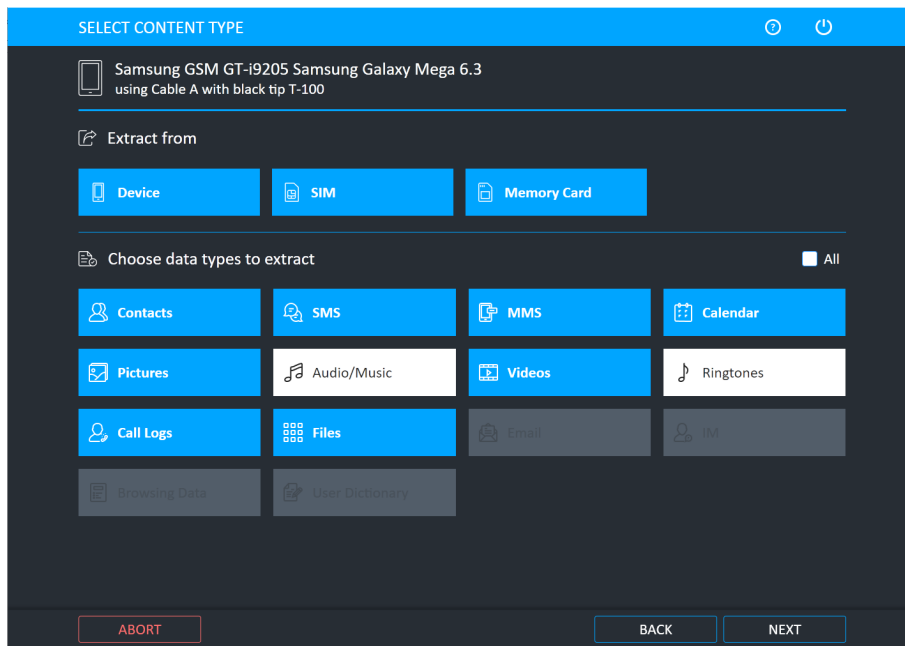 SELECT CONTENT TYPE
Samsung GSM GT-i9205 Samsung Galaxy Mega 6.3
using Cable A with black tip T-100
Extract from
Device SIM Memory Card
Choose data types to extract All
Contacts SMS MMS Calendar
Pictures Audio/Music Videos Ringtones
Call Logs Files Email IM
Browsing Data User Dictionary
ABORT BACK NEXT